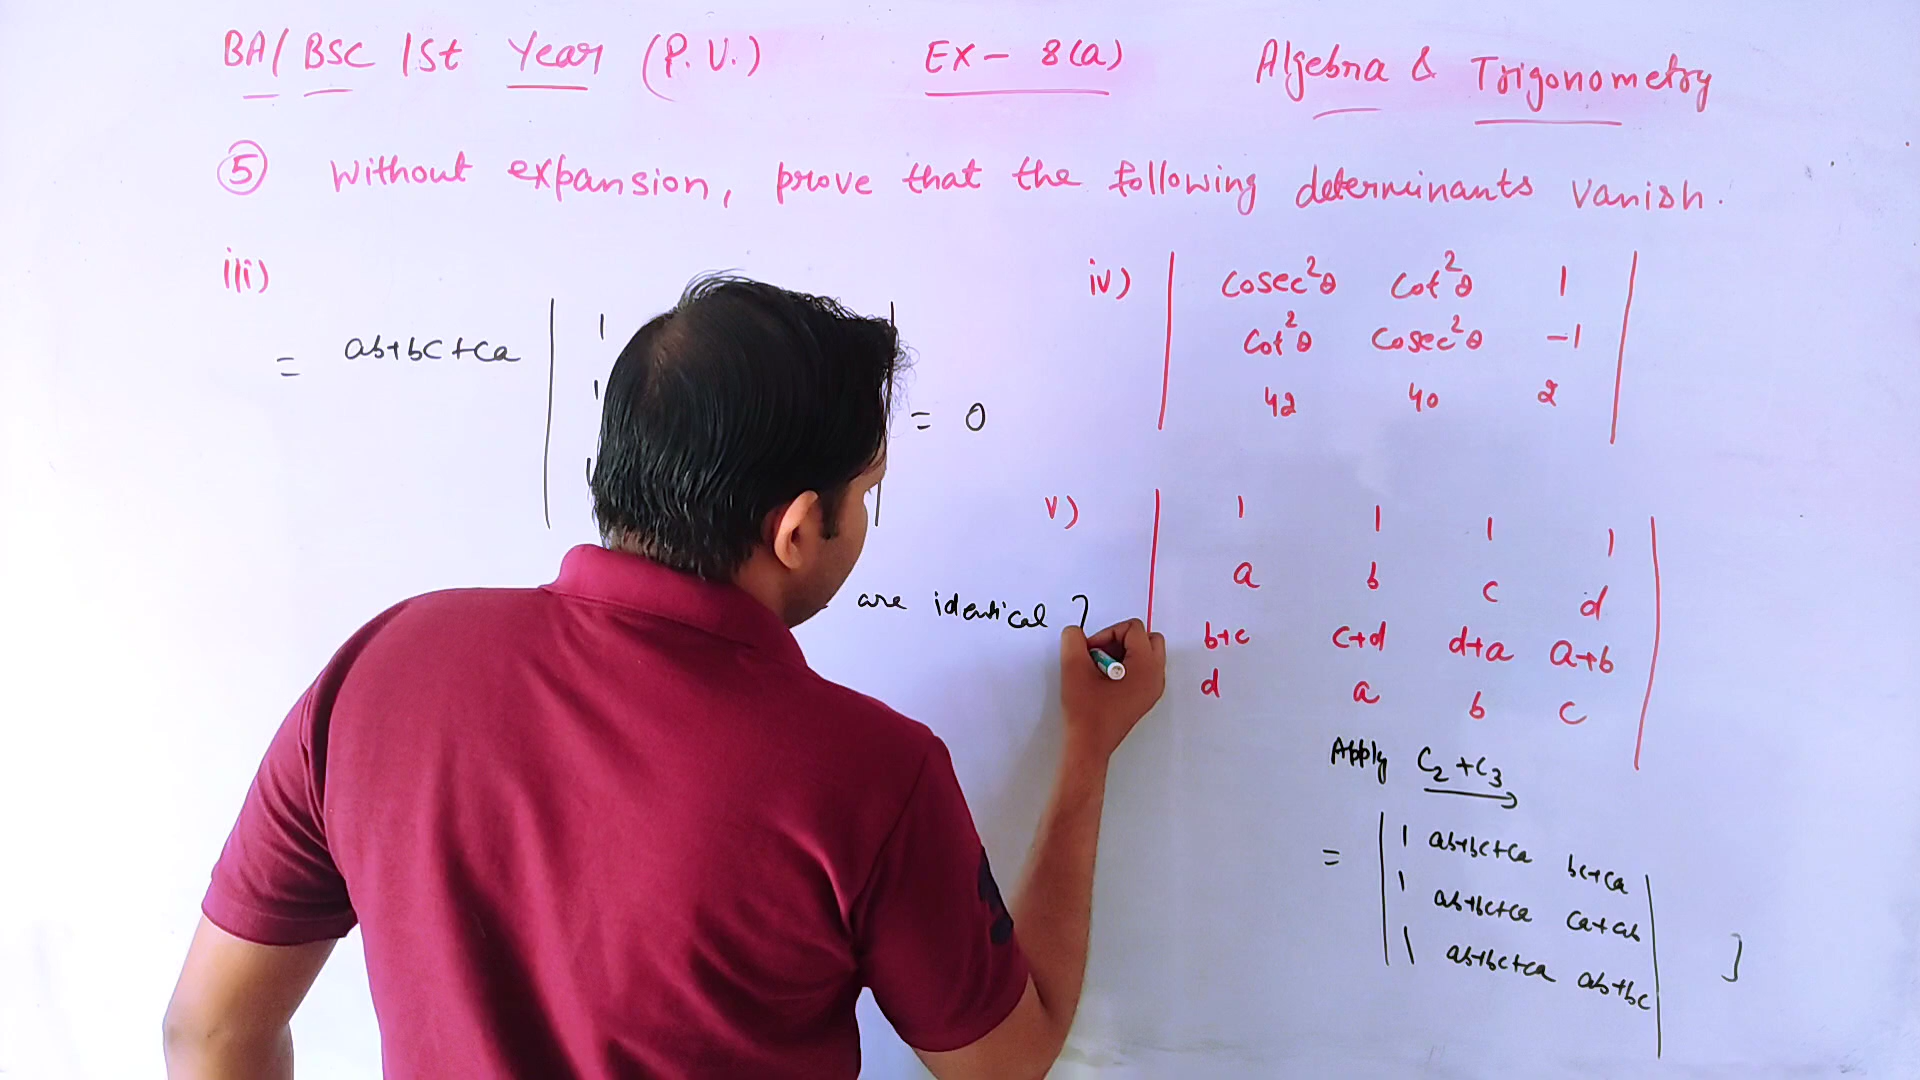 BA/ BSC 1St Year (P.U.) EX- 8(a) Algebra & Trigonometry
5 Without expansion, prove that the following determinants vanish.
iii)
= ab+bc+ca | 1
1
1 | = 0
are identical ]
iv) | cosec²θ cot²θ 1 |
| cot²θ cosec²θ -1 |
| 42 40 2 |
v) | 1 1 1 1 |
| a b c d |
| b+c c+d d+a a+b |
| d a b c |
Apply C₂+C₃
= | 1 ab+bc+ca bc+ca |
| 1 ab+bc+ca ca+ab |
| 1 ab+bc+ca ab+bc | ]